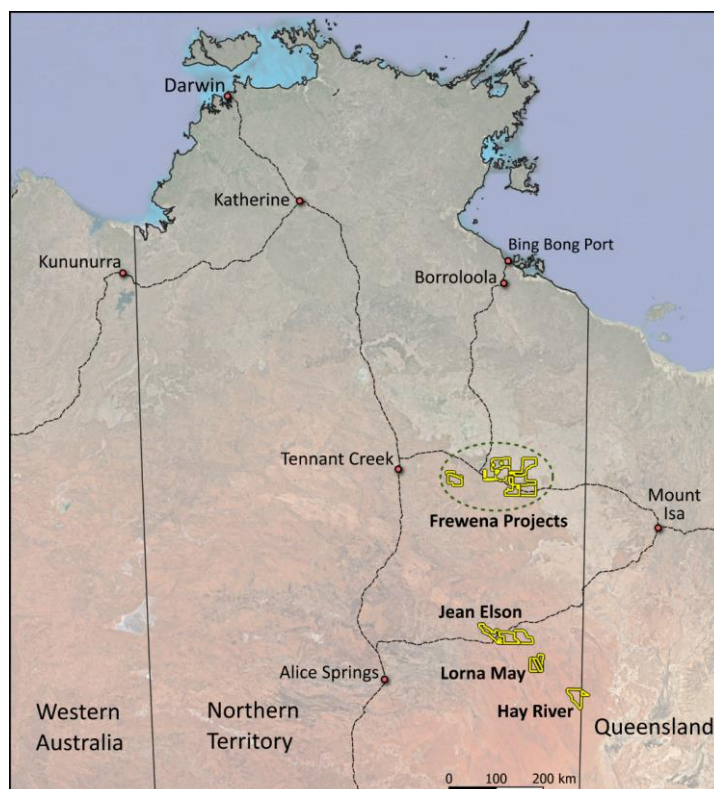 Darwin
Katherine
Kununurra
Bing Bong Port
Borroloola
Tennant Creek
Frewena Projects
Mount
Isa
Jean Elson
Lorna May
Alice Springs
Hay River
Western
Australia
Northern
Territory
Queensland
0 100 200 km